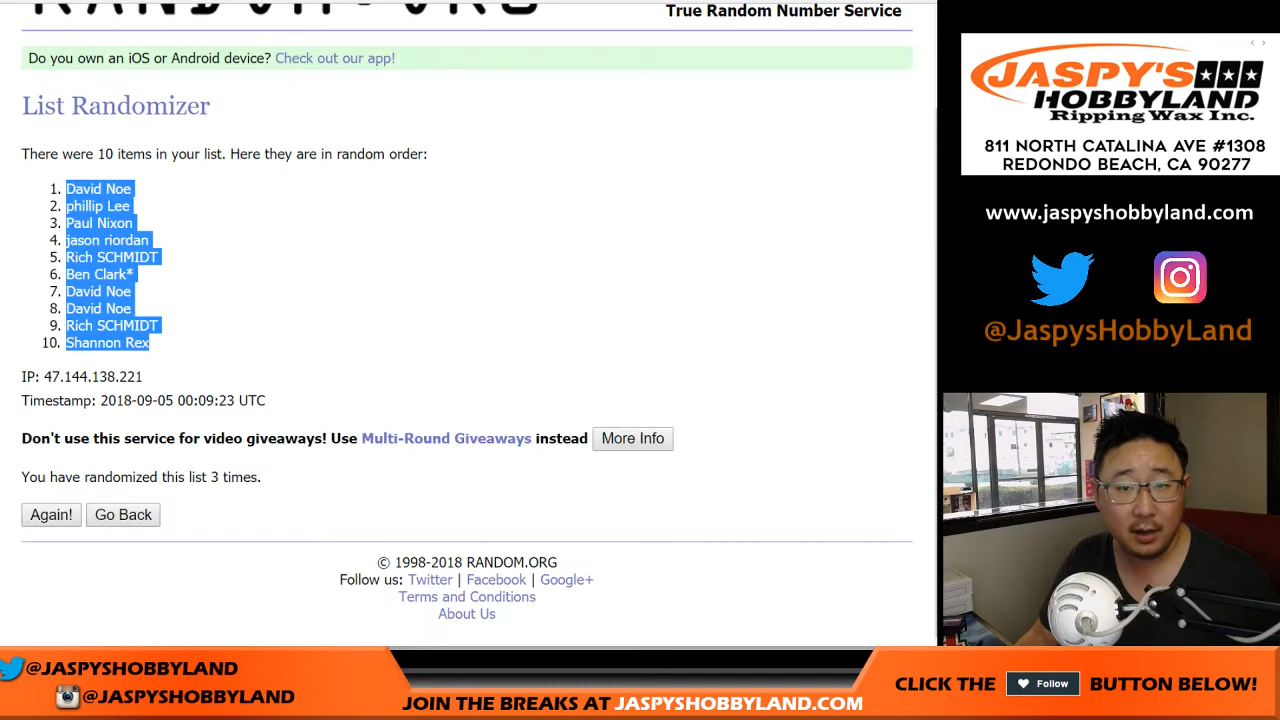 RANDOM.ORG
True Random Number Service
Do you own an iOS or Android device? Check out our app!
List Randomizer
There were 10 items in your list. Here they are in random order:
1. David Noe
2. phillip Lee
3. Paul Nixon
4. jason riordan
5. Rich SCHMIDT
6. Ben Clark*
7. David Noe
8. David Noe
9. Rich SCHMIDT
10. Shannon Rex
IP: 47.144.138.221
Timestamp: 2018-09-05 00:09:23 UTC
Don't use this service for video giveaways! Use Multi-Round Giveaways instead More Info
You have randomized this list 3 times.
Again! Go Back
© 1998-2018 RANDOM.ORG
Follow us: Twitter | Facebook | Google+
Terms and Conditions
About Us
JASPY'S
HOBBYLAND
Ripping Wax Inc.
811 NORTH CATALINA AVE #1308
REDONDO BEACH, CA 90277
www.jaspyshobbyland.com
@JaspysHobbyLand
@JASPYSHOBBYLAND
@JASPYSHOBBYLAND
JOIN THE BREAKS AT JASPYSHOBBYLAND.COM
CLICK THE Follow BUTTON BELOW!